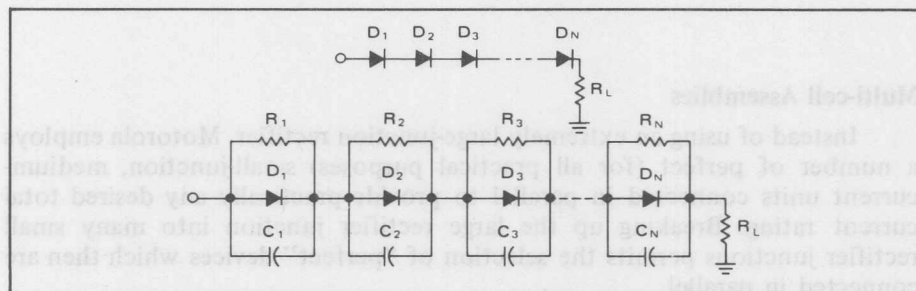 D1 D2 D3 DN
RL
Multi-cell Assemblies
Instead of using an extremely large-junction rectifier, Motorola employs
R1 R2 R3 RN
a number of perfect (for all practical purposes) small-junction, medium-
D1 D2 D3 DN
current units connected in parallel to provide practically any desired total
RL
current rating. Breaking up the large rectifier junction into many small
C1 C2 C3 CN
rectifier junctions permits the selection of "perfect" devices which then are
connected in parallel.